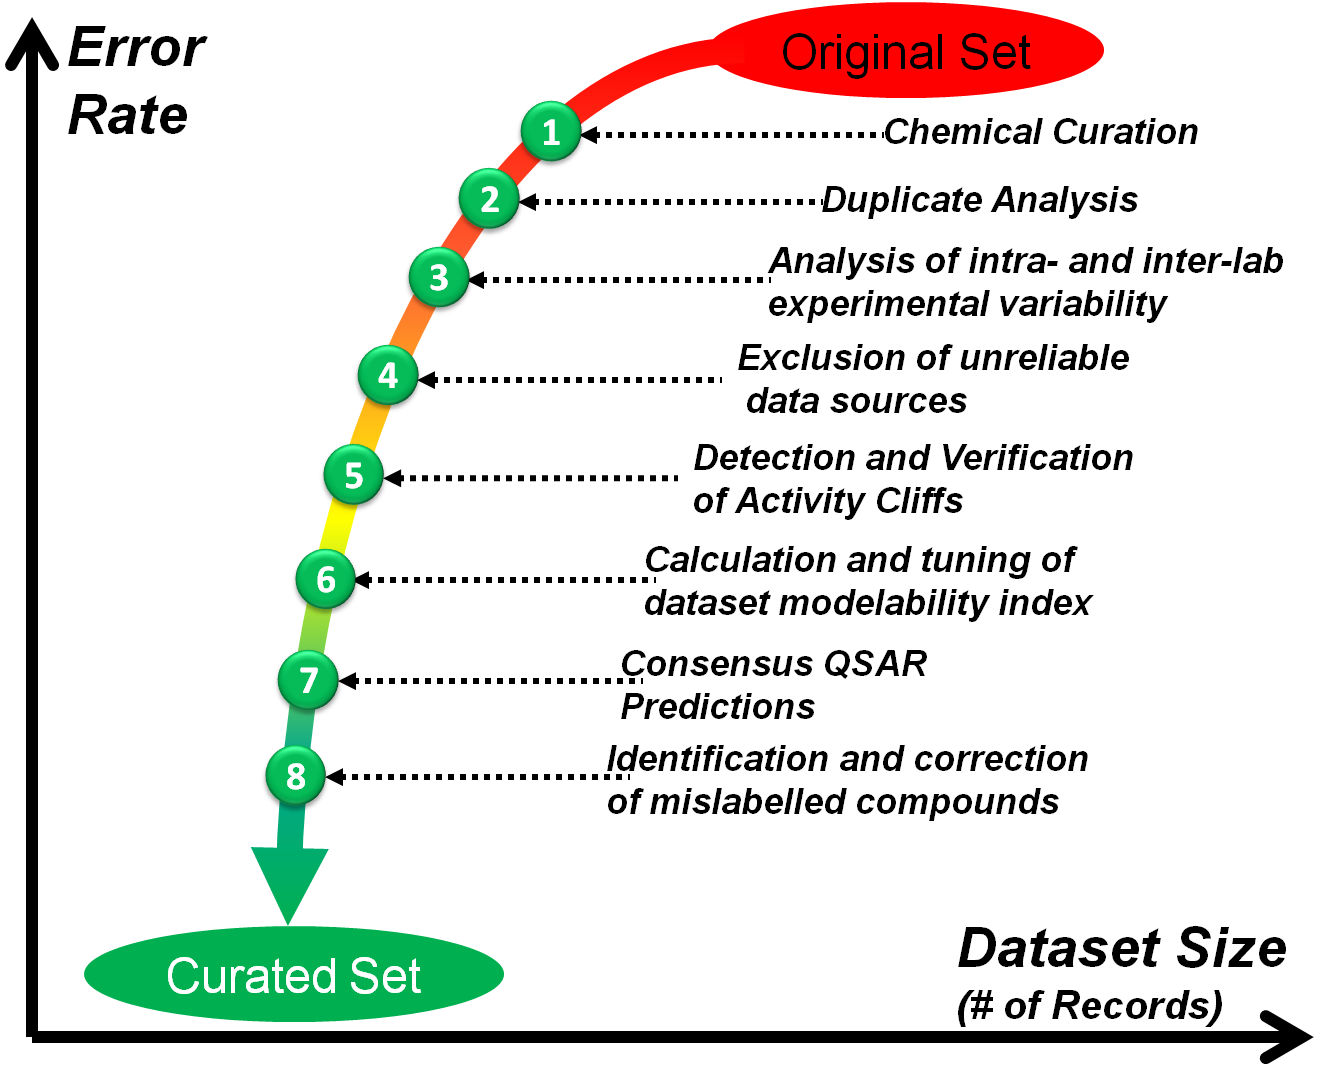 Error
Rate
Original Set
1
Chemical Curation
2
Duplicate Analysis
3
Analysis of intra- and inter-lab
experimental variability
4
Exclusion of unreliable
data sources
5
Detection and Verification
of Activity Cliffs
6
Calculation and tuning of
dataset modelability index
7
Consensus QSAR
Predictions
8
Identification and correction
of mislabelled compounds
Curated Set
Dataset Size
(# of Records)